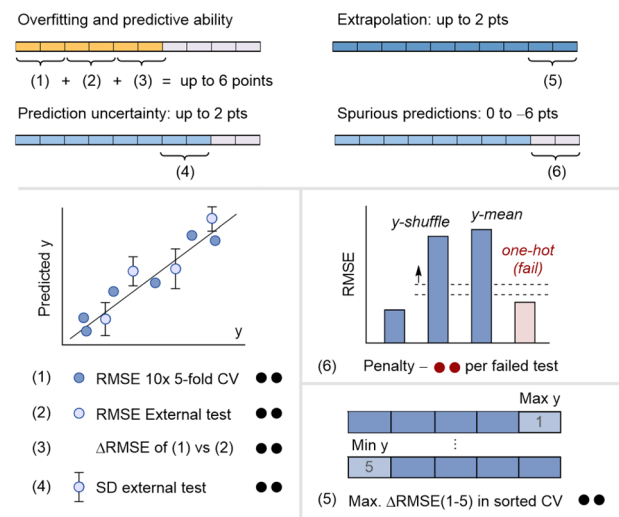 Overfitting and predictive ability
(1) + (2) + (3) = up to 6 points
Extrapolation: up to 2 pts
(5)
Prediction uncertainty: up to 2 pts
(4)
Spurious predictions: 0 to −6 pts
(6)
Predicted y
y
(1) RMSE 10x 5-fold CV
(2) RMSE External test
(3) ΔRMSE of (1) vs (2)
(4) SD external test
RMSE
y-shuffle
y-mean
one-hot
(fail)
(6) Penalty – per failed test
Max y
1
Min y
5
(5) Max. ΔRMSE(1-5) in sorted CV